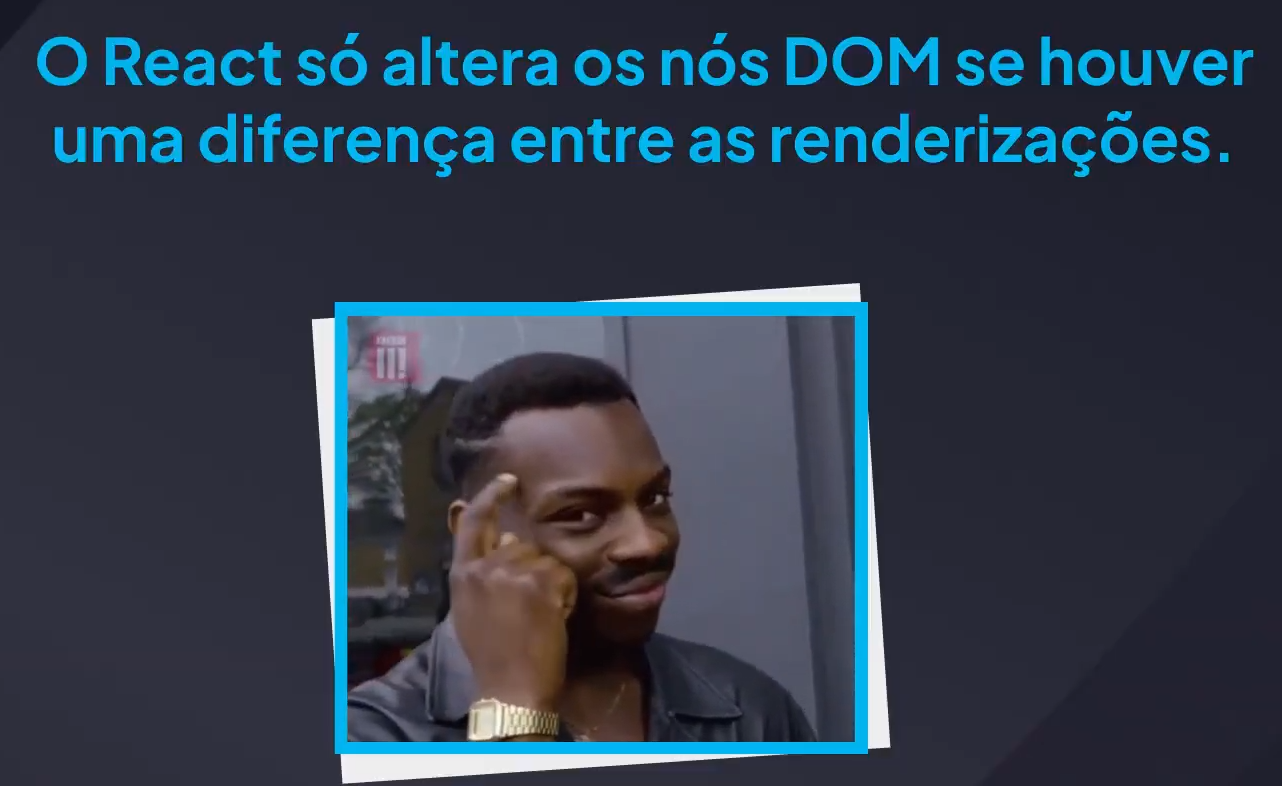 O React só altera os nós DOM se houver
uma diferença entre as renderizações.